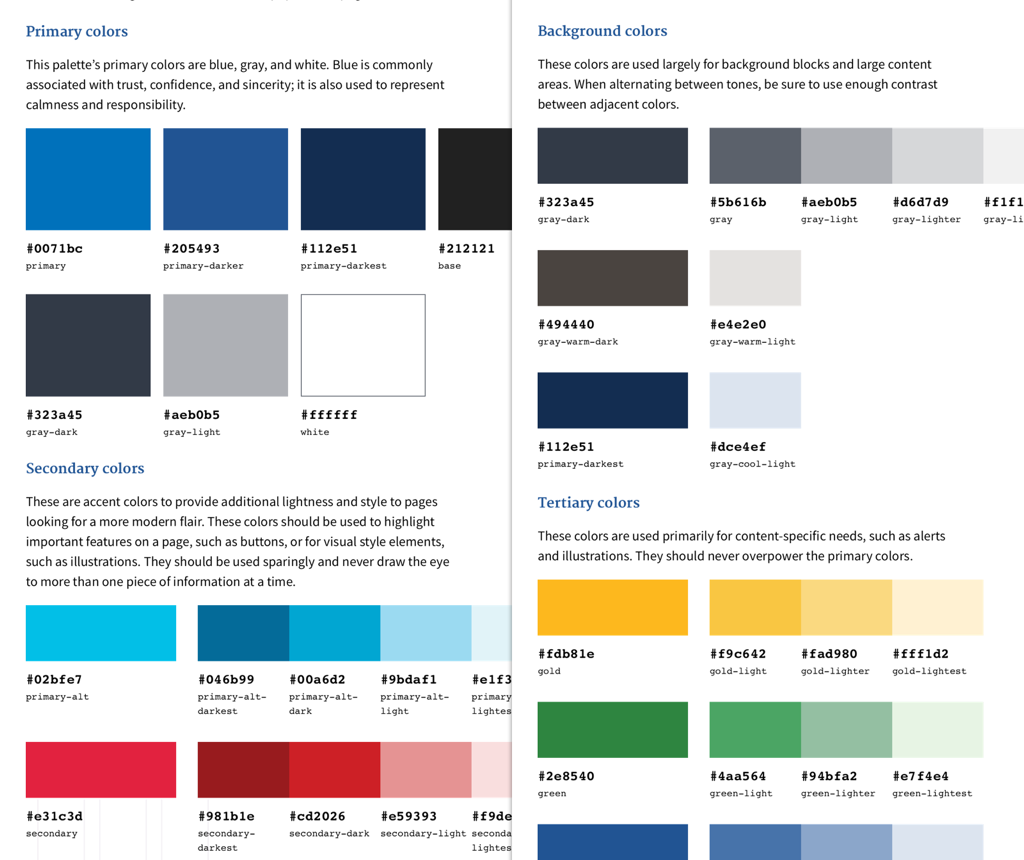 Primary colors
This palette’s primary colors are blue, gray, and white. Blue is commonly
associated with trust, confidence, and sincerity; it is also used to represent
calmness and responsibility.
#0071bc #205493 #112e51 #212121
primary primary-darker primary-darkest base
#323a45 #aeb0b5 #ffffff
gray-dark gray-light white
Secondary colors
These are accent colors to provide additional lightness and style to pages
looking for a more modern flair. These colors should be used to highlight
important features on a page, such as buttons, or for visual style elements,
such as illustrations. They should be used sparingly and never draw the eye
to more than one piece of information at a time.
#02bfe7 #046b99 #00a6d2 #9bdaf1 #e1f3
primary-alt primary-alt- primary-alt- primary-alt- primary
darkest dark light lightes
#e31c3d #981b1e #cd2026 #e59393 #f9de
secondary secondary- secondary-dark secondary-light seconda
darkest lightes
Background colors
These colors are used largely for background blocks and large content
areas. When alternating between tones, be sure to use enough contrast
between adjacent colors.
#323a45 #5b616b #aeb0b5 #d6d7d9 #f1f1
gray-dark gray gray-light gray-lighter gray-li
#494440 #e4e2e0
gray-warm-dark gray-warm-light
#112e51 #dce4ef
primary-darkest gray-cool-light
Tertiary colors
These colors are used primarily for content-specific needs, such as alerts
and illustrations. They should never overpower the primary colors.
#fdb81e #f9c642 #fad980 #fff1d2
gold gold-light gold-lighter gold-lightest
#2e8540 #4aa564 #94bfa2 #e7f4e4
green green-light green-lighter green-lightest